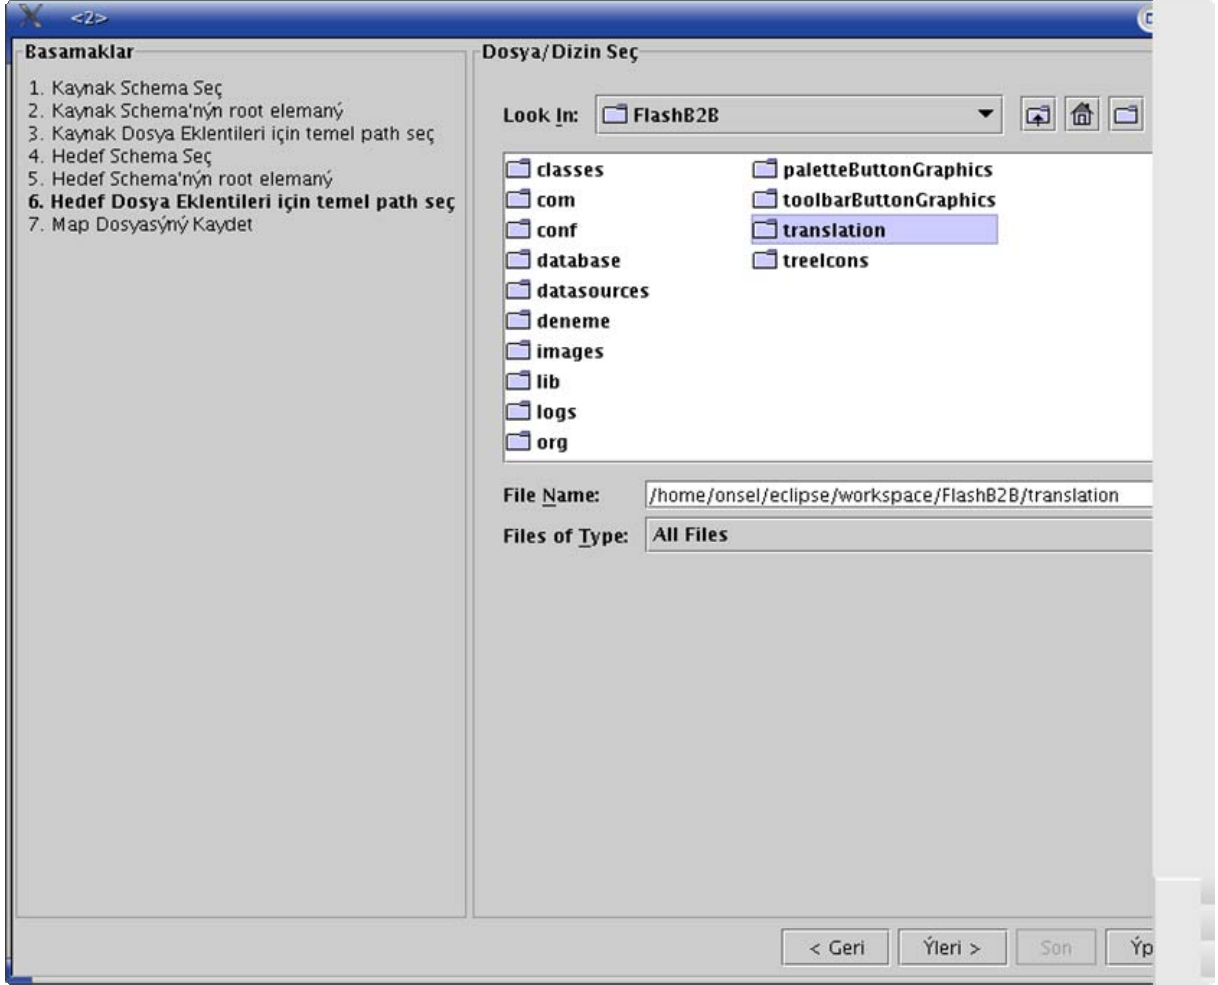 <2>
Basamaklar
1. Kaynak Schema Seç
2. Kaynak Schema'nýn root elemaný
3. Kaynak Dosya Eklentileri için temel path seç
4. Hedef Schema Seç
5. Hedef Schema'nýn root elemaný
6. Hedef Dosya Eklentileri için temel path seç
7. Map Dosyasýný Kaydet
Dosya/Dizin Seç
Look In: FlashB2B
classes
com
conf
database
datasources
deneme
images
lib
logs
org
paletteButtonGraphics
toolbarButtonGraphics
translation
treeIcons
File Name: /home/onsel/eclipse/workspace/FlashB2B/translation
Files of Type: All Files
< Geri Ýleri > Son Ýp